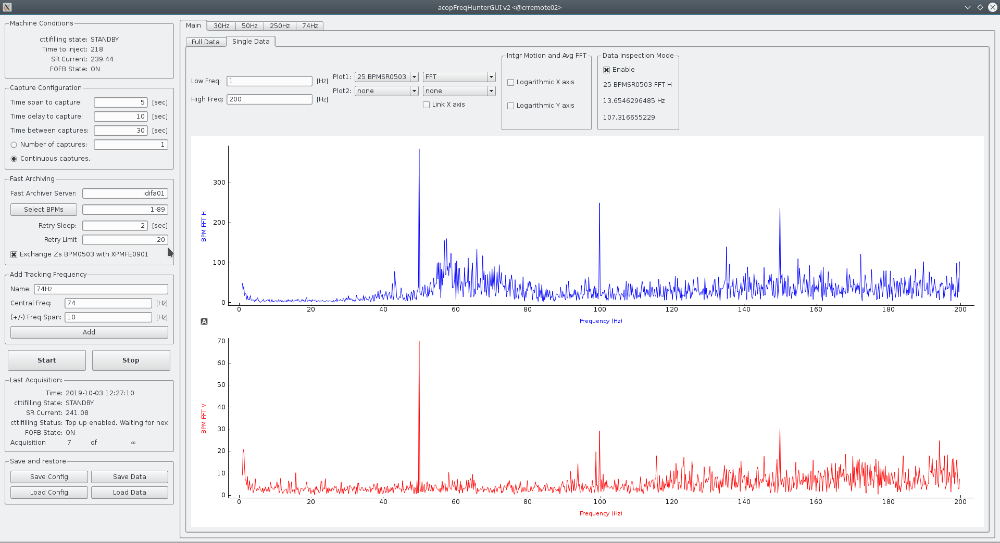 acopFreqHunterGUI v2 <@crremote02>
Machine Conditions
cttifilling state: STANDBY
Time to inject: 218
SR Current: 239.44
FOFB State: ON
Capture Configuration
Time span to capture: 5 [sec]
Time delay to capture: 10 [sec]
Time between captures: 30 [sec]
Number of captures: 1
Continuous captures.
Fast Archiving
Fast Archiver Server: idifa01
Select BPMs 1-89
Retry Sleep: 2 [sec]
Retry Limit 20
Exchange Zs BPM0503 with XPMFE0901
Add Tracking Frequency
Name: 74Hz
Central Freq: 74 [Hz]
(+/-) Freq Span: 10 [Hz]
Add
Start Stop
Last Acquisition:
Time: 2019-10-03 12:27:10
cttifilling State: STANDBY
SR Current: 241.08
cttifilling Status: Top up enabled. Waiting for nex
FOFB State: ON
Acquisition 7 of ∞
Save and restore
Save Config Save Data
Load Config Load Data
Main 30Hz 50Hz 250Hz 74Hz
Full Data Single Data
Low Freq: 1 [Hz]
High Freq: 200 [Hz]
Plot1: 25 BPMSR0503 FFT
Plot2: none none
Link X axis
Intgr Motion and Avg FFT
Logarithmic X axis
Logarithmic Y axis
Data Inspection Mode
Enable
25 BPMSR0503 FFT H
13.6546296485 Hz
107.316655229
BPM FFT H
300
200
100
0
0 20 40 60 80 100 120 140 160 180 200
Frequency (Hz)
A
BPM FFT V
70
60
50
40
30
20
10
0
0 20 40 60 80 100 120 140 160 180 200
Frequency (Hz)